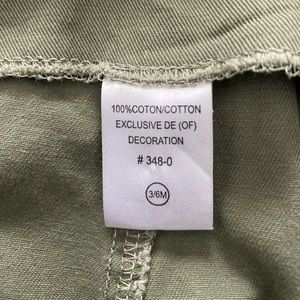 100%COTON/COTTON
EXCLUSIVE DE (OF)
DECORATION
# 348-0
3/6M